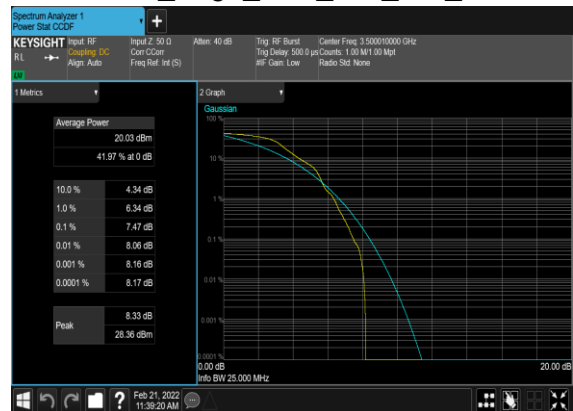 Spectrum Analyzer 1
Power Stat CCDF
+
KEYSIGHT Input: RF Input Z: 50 Ω Atten: 40 dB Trig: RF Burst Center Freq: 3.500010000 GHz
RL Coupling: DC Corr CCorr Trig Delay: 500.0 µs Counts: 1.00 M/1.00 Mpt
Align: Auto Freq Ref: Int (S) #IF Gain: Low Radio Std: None
LW
1 Metrics
2 Graph
Gaussian
Average Power
20.03 dBm
41.97 % at 0 dB
10.0 % 4.34 dB
1.0 % 6.34 dB
0.1 % 7.47 dB
0.01 % 8.06 dB
0.001 % 8.16 dB
0.0001 % 8.17 dB
Peak 8.33 dB
28.36 dBm
100 %
10 %
1 %
0.1 %
0.01 %
0.001 %
0.0001 %
0.00 dB 20.00 dB
Info BW 25.000 MHz
? Feb 21, 2022
11:39:20 AM